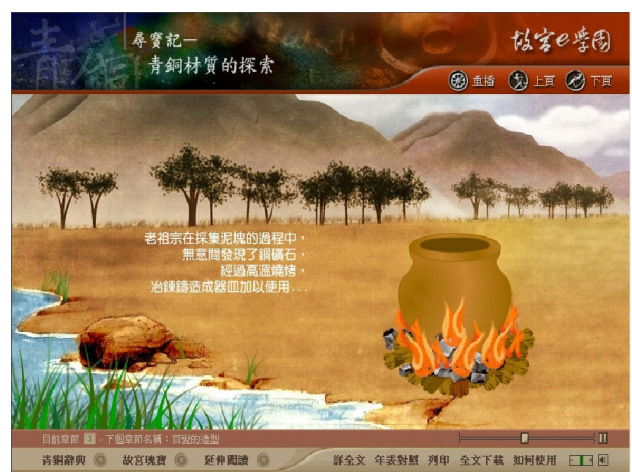 青銅
尋寶記—
青銅材質的探索
故宮e學園
重播 上頁 下頁
老祖宗在採集泥塊的過程中，
無意間發現了銅礦石，
經過高溫燒烤，
冶鍊鑄造成器皿加以使用...
目前章節 3 、下個章節名稱：百變的造型
青銅辭典 故宮瑰寶 延伸閱讀 詳全文 年表對照 列印 全文下載 如何使用